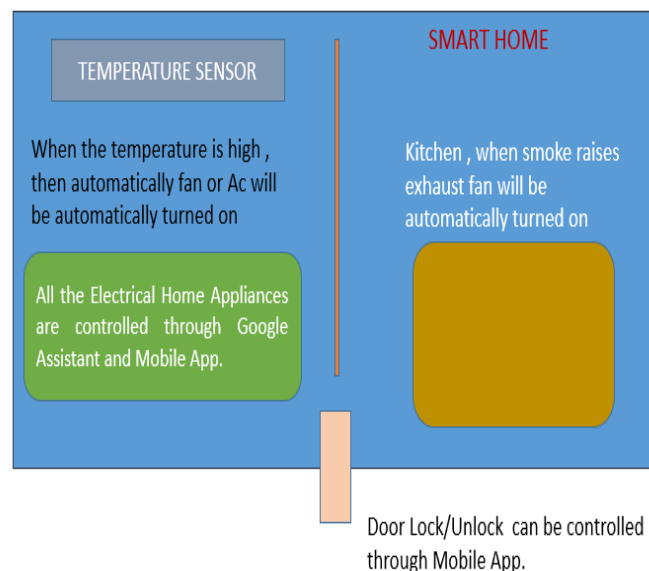 SMART HOME
TEMPERATURE SENSOR
When the temperature is high ,
then automatically fan or Ac will
be automatically turned on
Kitchen , when smoke raises
exhaust fan will be
automatically turned on
All the Electrical Home Appliances
are controlled through Google
Assistant and Mobile App.
Door Lock/Unlock can be controlled
through Mobile App.